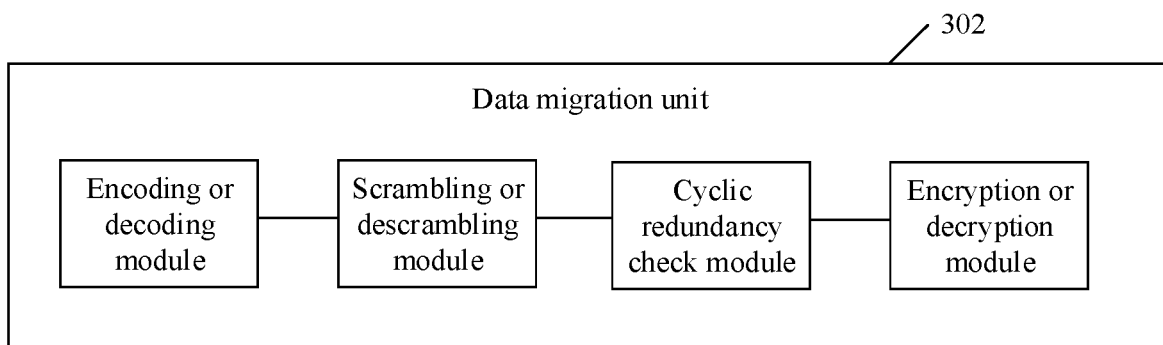 302
Data migration unit
Encoding or
decoding
module
Scrambling or
descrambling
module
Cyclic
redundancy
check module
Encryption or
decryption
module